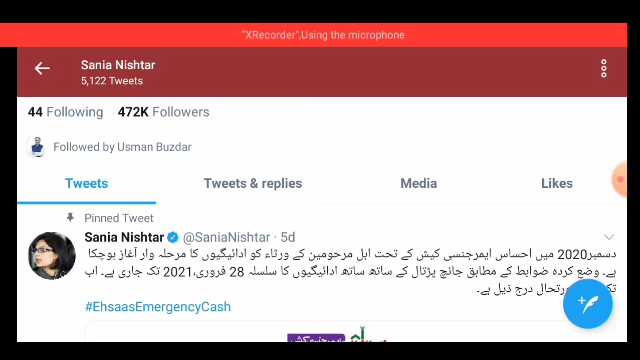 "XRecorder",Using the microphone
Sania Nishtar
5,122 Tweets
44 Following 472K Followers
Followed by Usman Buzdar
Tweets Tweets & replies Media Likes
Pinned Tweet
Sania Nishtar @SaniaNishtar · 5d
دسمبر2020 میں احساس ایمرجنسی کیش کے تحت اہل مرحومین کے ورثاء کو ادائیگیوں کا مرحلہ وار آغاز ہوچکا
ہے۔ وضع کردہ ضوابط کے مطابق جانچ پڑتال کے ساتھ ساتھ ادائیگیوں کا سلسلہ 28 فروری،2021 تک جاری ہے۔ اب
درج ذیل ہے۔
#EhsaasEmergencyCash